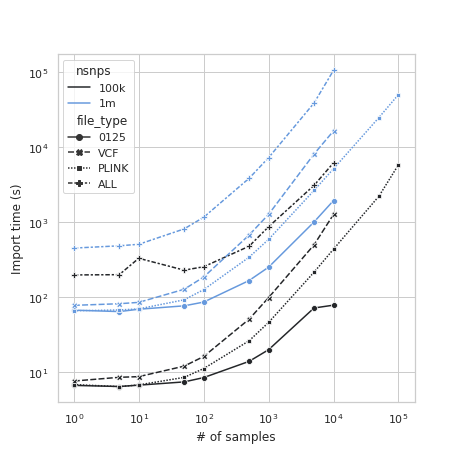 nsnps
100k
1m
file_type
0125
VCF
PLINK
ALL
Import time (s)
10⁵
10⁴
10³
10²
10¹
10⁰ 10¹ 10² 10³ 10⁴ 10⁵
# of samples